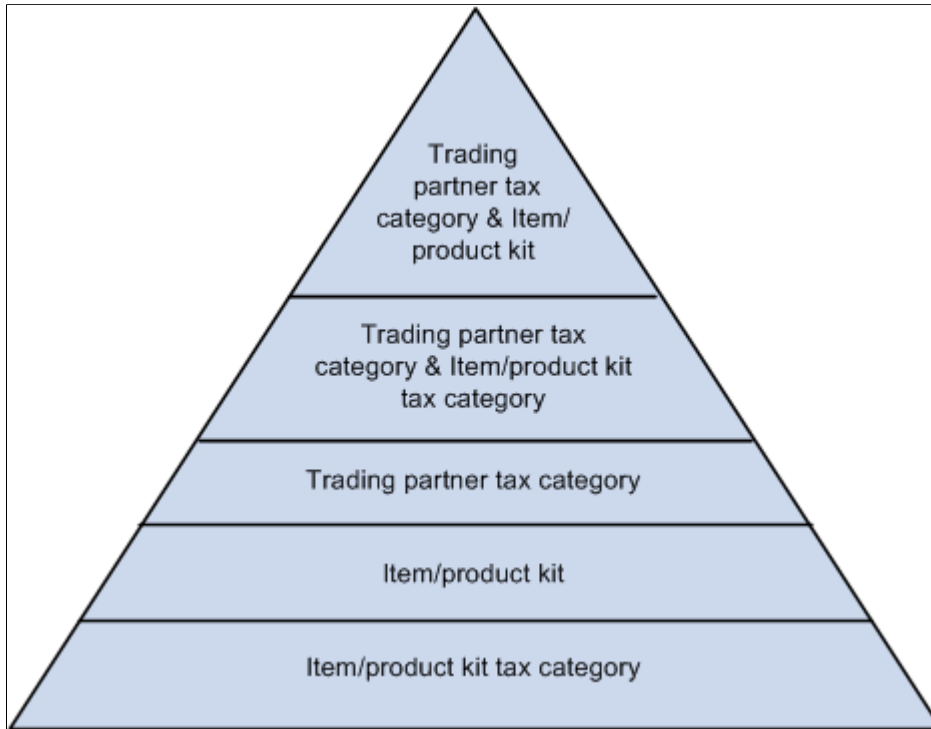 Trading
partner tax
category & Item/
product kit
Trading partner tax
category & Item/product kit
tax category
Trading partner tax category
Item/product kit
Item/product kit tax category